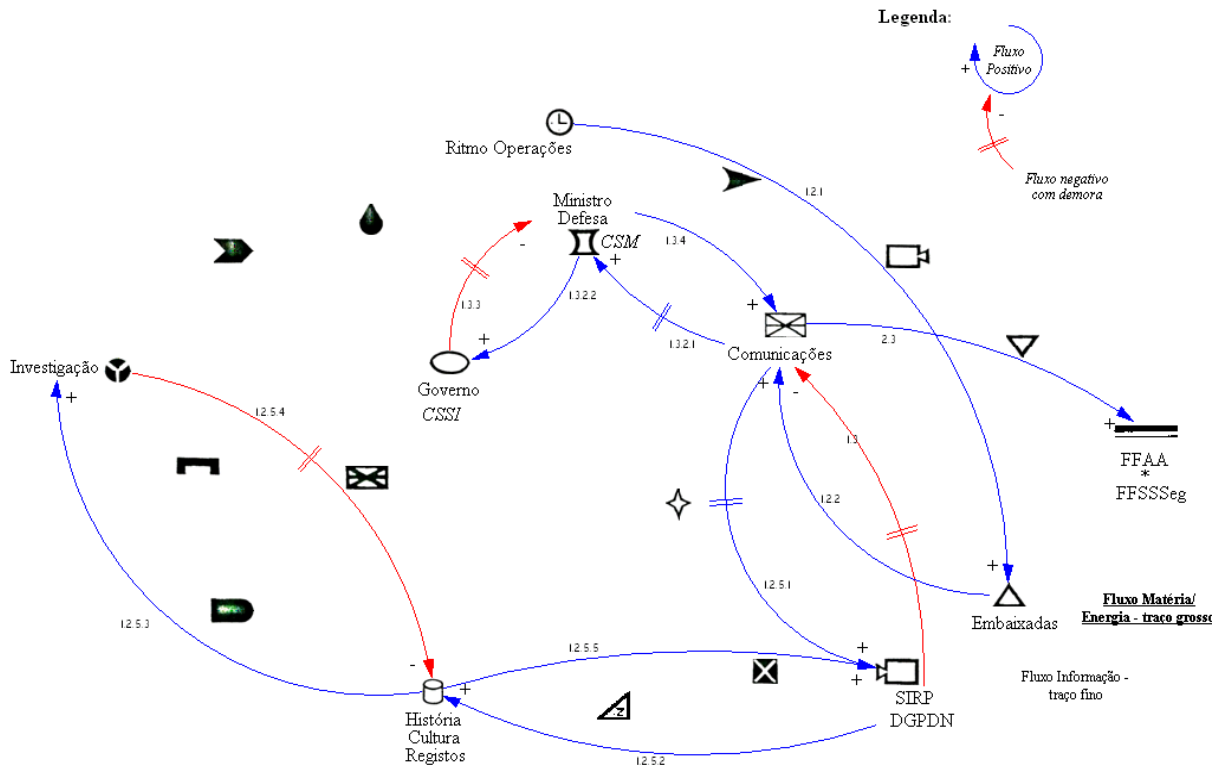 Legenda:
Fluxo
Positivo
+
-
Fluxo negativo
com demora
Ritmo Operações
1.2.1
Ministro
Defesa
CSM
-
+
1.3.4
1.3.3
1.3.2.2
+
1.3.2.1
+
Comunicações
2.3
Governo
CSSI
Investigação
+
1.2.5.4
+
-
1.3
+
FFAA
*
FFSSSeg
1.2.2
1.2.5.1
+
Embaixadas
Fluxo Matéria/
Energia - traço grosso
1.2.5.3
1.2.5.5
-
+
+
+
Fluxo Informação -
traço fino
SIRP
DGPDN
História
Cultura
Registos
1.2.5.2
Z